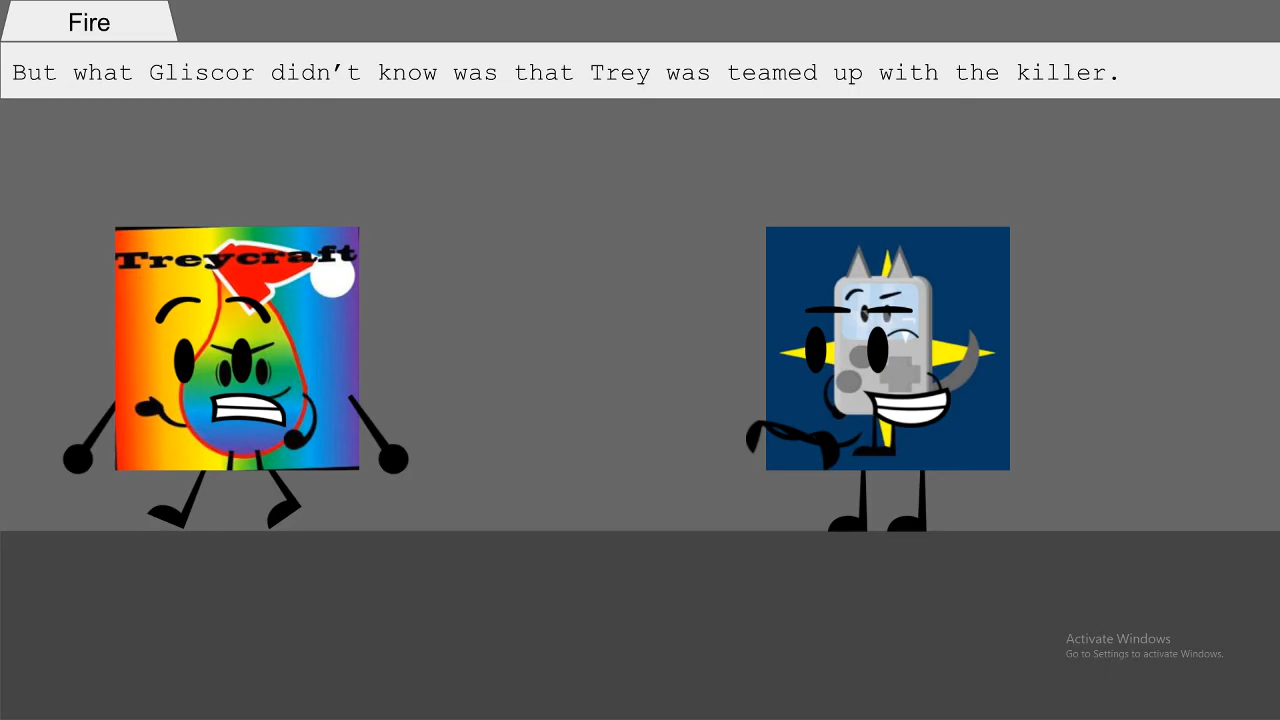 Fire
But what Gliscor didn’t know was that Trey was teamed up with the killer.
Treycraft
Activate Windows
Go to Settings to activate Windows.